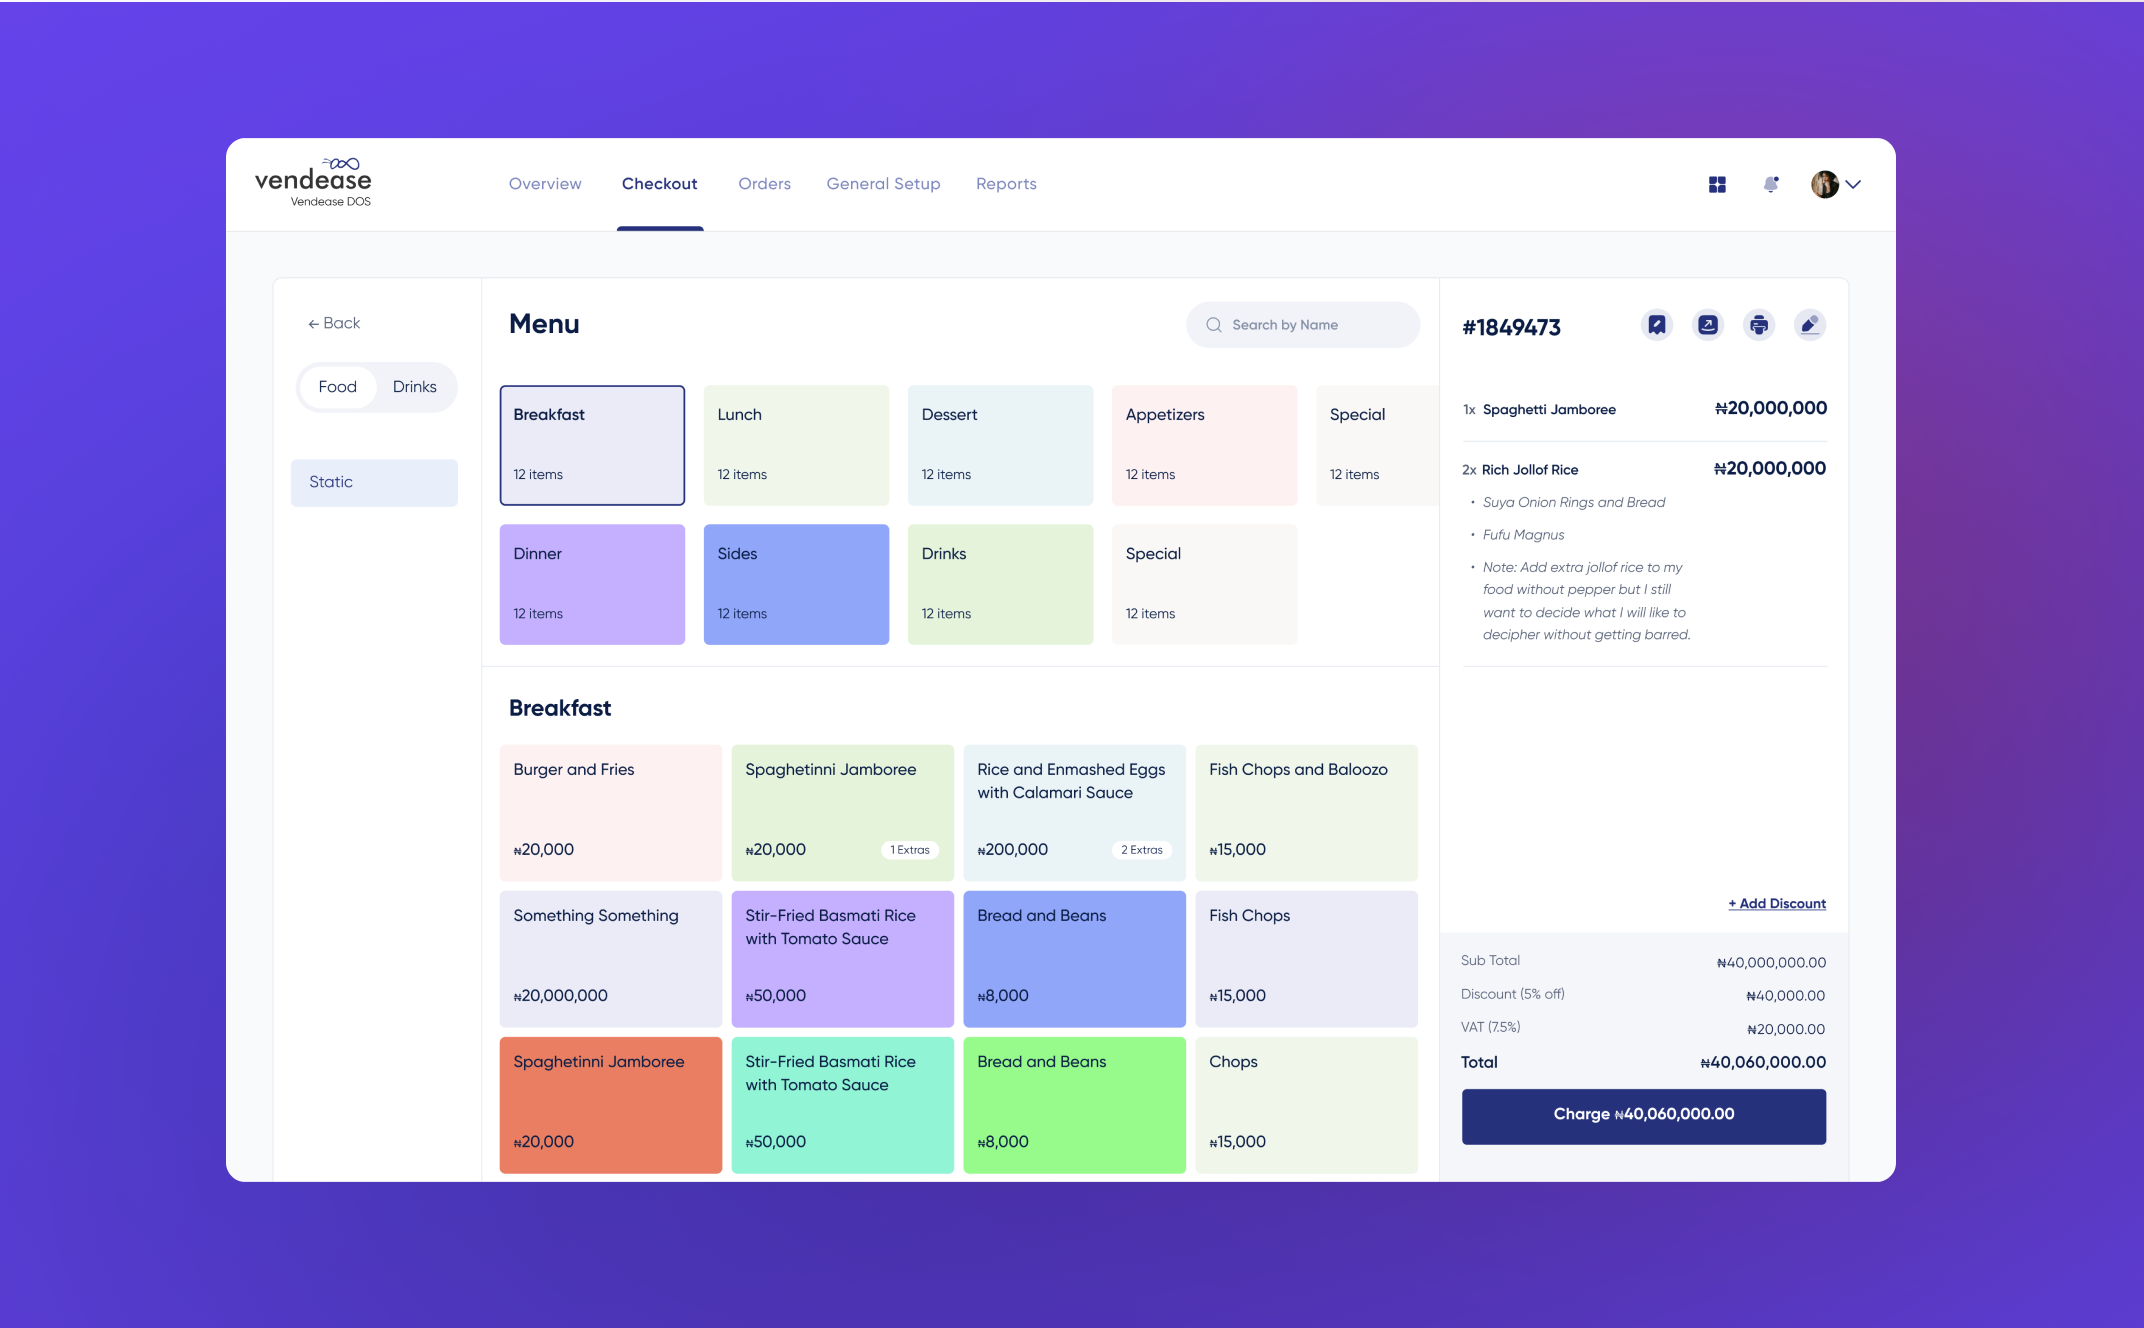 vendease
Vendease DOS
Overview
Checkout
Orders
General Setup
Reports
← Back
Food
Drinks
Static
Menu
Search by Name
Breakfast
12 items
Lunch
12 items
Dessert
12 items
Appetizers
12 items
Special
12 items
Dinner
12 items
Sides
12 items
Drinks
12 items
Special
12 items
Breakfast
Burger and Fries
₦20,000
Spaghetinni Jamboree
₦20,000
1 Extras
Rice and Enmashed Eggs
with Calamari Sauce
₦200,000
2 Extras
Fish Chops and Baloozo
₦15,000
Something Something
₦20,000,000
Stir-Fried Basmati Rice
with Tomato Sauce
₦50,000
Bread and Beans
₦8,000
Fish Chops
₦15,000
Spaghetinni Jamboree
₦20,000
Stir-Fried Basmati Rice
with Tomato Sauce
₦50,000
Bread and Beans
₦8,000
Chops
₦15,000
#1849473
1x Spaghetti Jamboree ₦20,000,000
2x Rich Jollof Rice ₦20,000,000
• Suya Onion Rings and Bread
• Fufu Magnus
• Note: Add extra jollof rice to my
food without pepper but I still
want to decide what I will like to
decipher without getting barred.
+ Add Discount
Sub Total ₦40,000,000.00
Discount (5% off) ₦40,000.00
VAT (7.5%) ₦20,000.00
Total ₦40,060,000.00
Charge ₦40,060,000.00